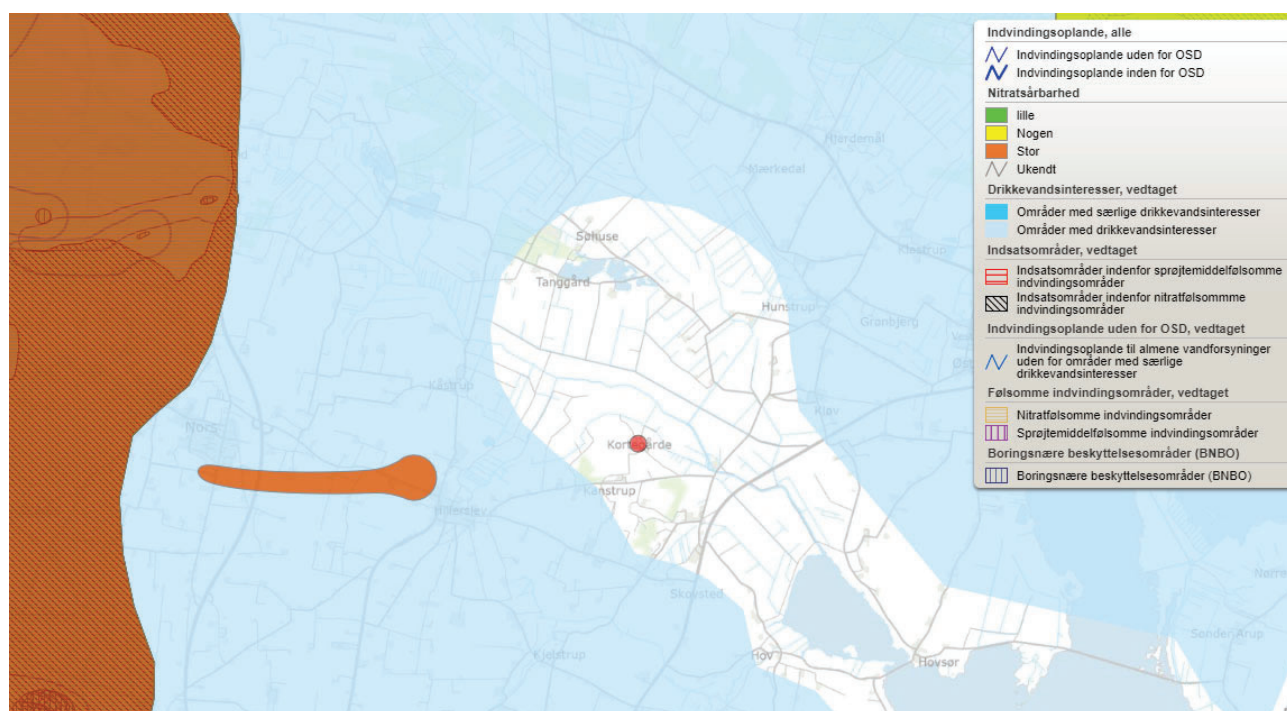 Indvindingsoplande, alle
Indvindingsoplande uden for OSD
Indvindingsoplande inden for OSD
Nitratsårbarhed
lille
Nogen
Stor
Ukendt
Drikkevandsinteresser, vedtaget
Områder med særlige drikkevandsinteresser
Områder med drikkevandsinteresser
Indsatsområder, vedtaget
Indsatsområder indenfor sprøjtemiddelfølsomme
indvindingsområder
Indsatsområder indenfor nitratfølsommme
indvindingsområder
Indvindingsoplande uden for OSD, vedtaget
Indvindingsoplande til almene vandforsyninger
uden for områder med særlige
drikkevandsinteresser
Følsomme indvindingsområder, vedtaget
Nitratfølsomme indvindingsområder
Sprøjtemiddelfølsomme indvindingsområder
Boringsnære beskyttelsesområder (BNBO)
Boringsnære beskyttelsesområder (BNBO)
Hjerdemål
Mærkedal
Søhuse
Klastrup
Tanggård
Hunstrup
Grønbjerg
Kåstrup
Kløv
Nors
Kortegårde
Kanstrup
Hillerslev
Skovsted
Sønder Arup
Kjelstrup
Hov
Hovsør